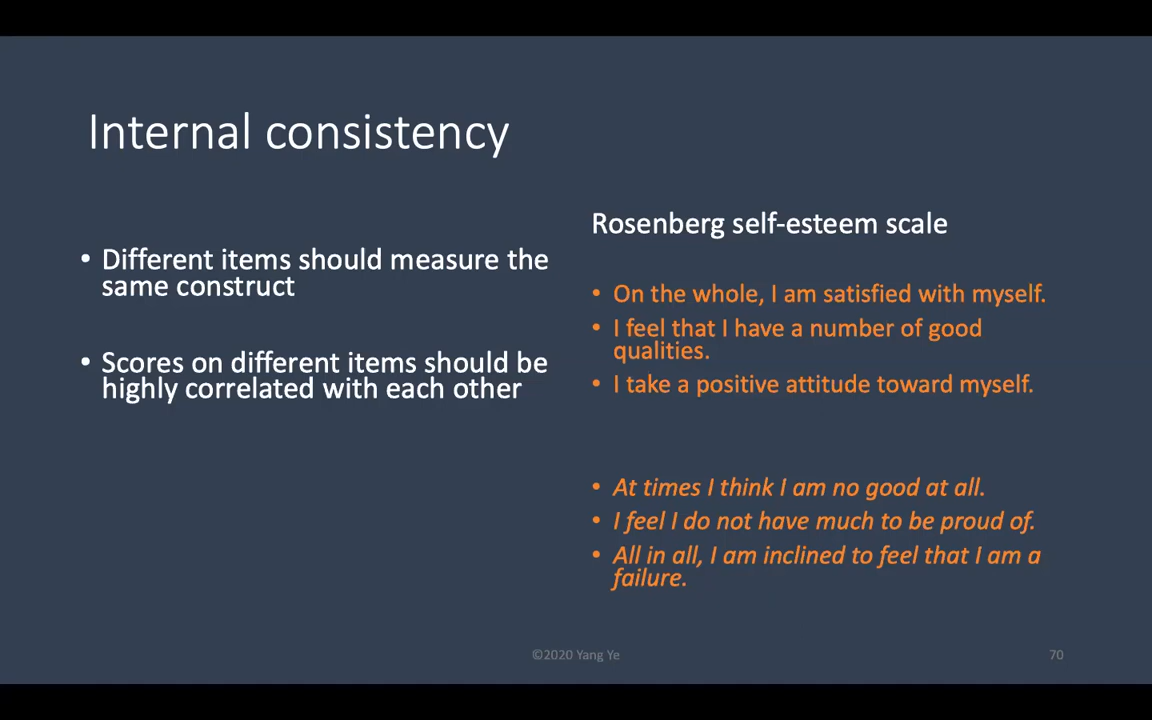 Internal consistency
• Different items should measure the
same construct
• Scores on different items should be
highly correlated with each other
Rosenberg self-esteem scale
• On the whole, I am satisfied with myself.
• I feel that I have a number of good
qualities.
• I take a positive attitude toward myself.
• At times I think I am no good at all.
• I feel I do not have much to be proud of.
• All in all, I am inclined to feel that I am a
failure.
©2020 Yang Ye
70